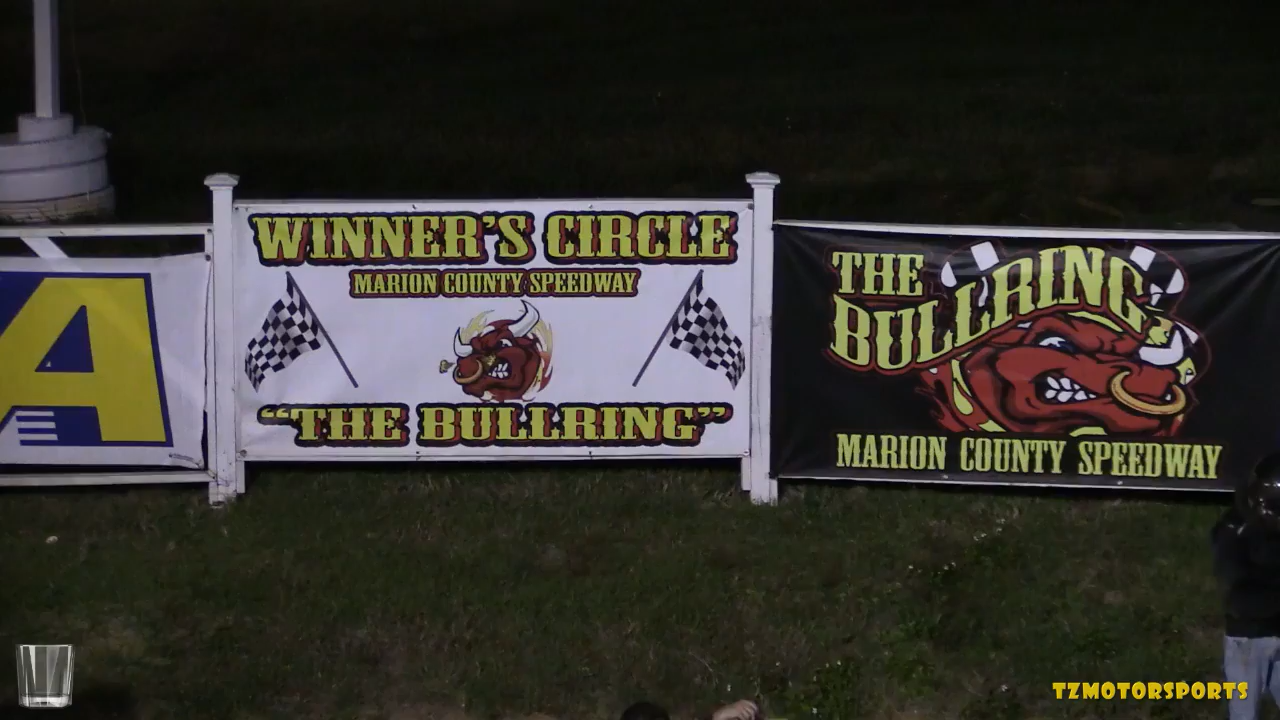 A
WINNER'S CIRCLE
MARION COUNTY SPEEDWAY
"THE BULLRING"
THE
BULLRING
MARION COUNTY SPEEDWAY
TZMOTORSPORTS